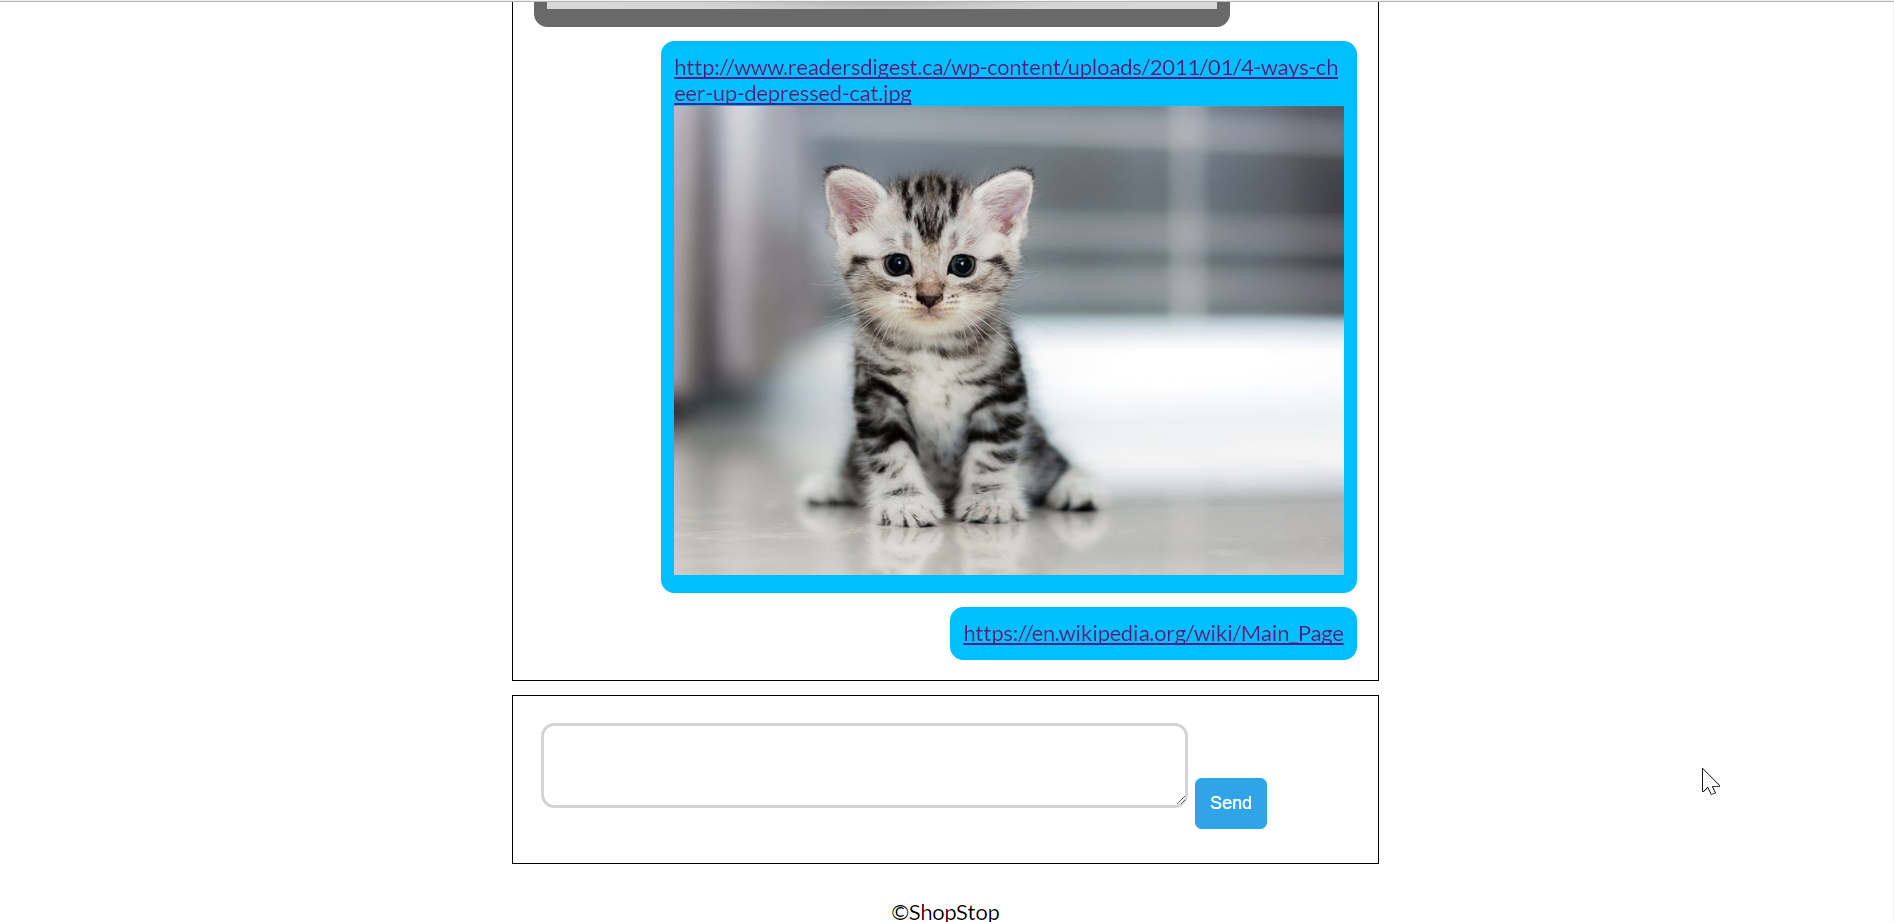 http://www.readersdigest.ca/wp-content/uploads/2011/01/4-ways-ch
eer-up-depressed-cat.jpg
https://en.wikipedia.org/wiki/Main_Page
Send
©ShopStop